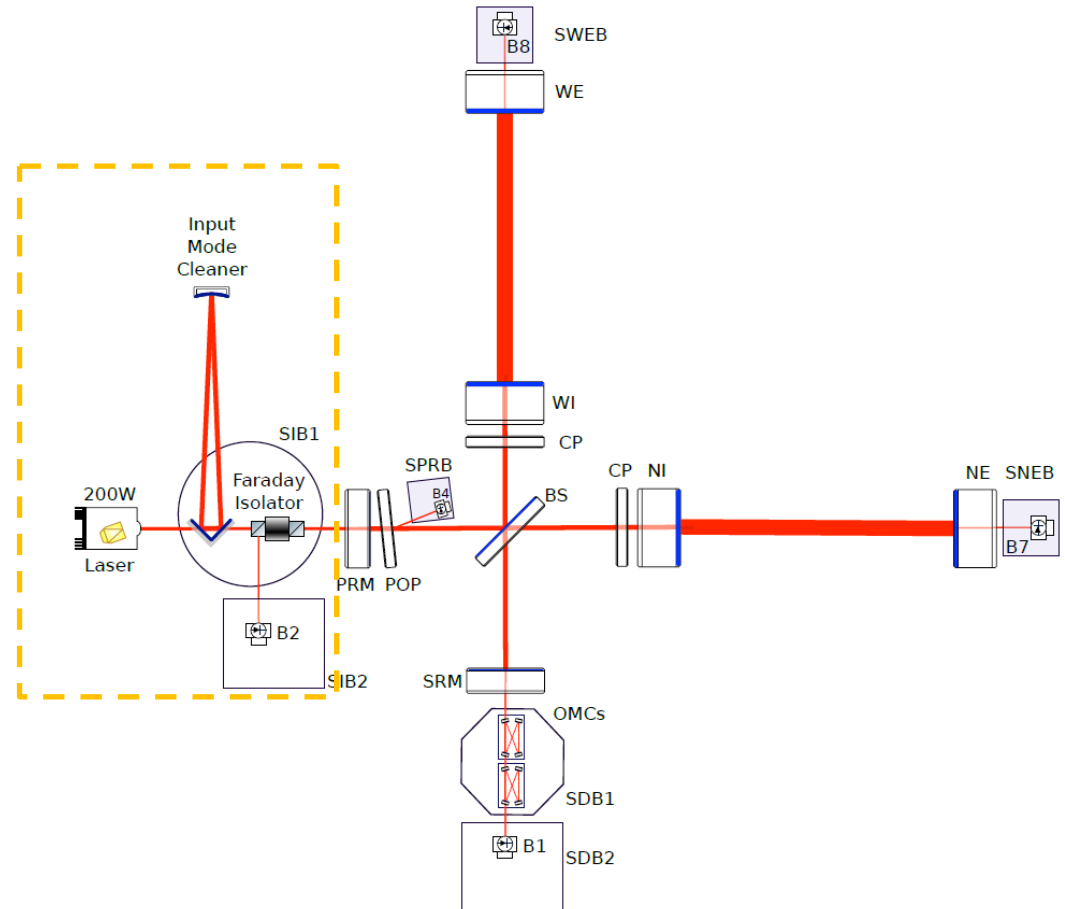 SWEB
B8
WE
Input
Mode
Cleaner
WI
SIB1
CP
SPRB
B4
CP
NI
NE
SNEB
200W
Faraday
Isolator
BS
Laser
B7
PRM
POP
B2
SIB2
SRM
OMCs
SDB1
B1
SDB2